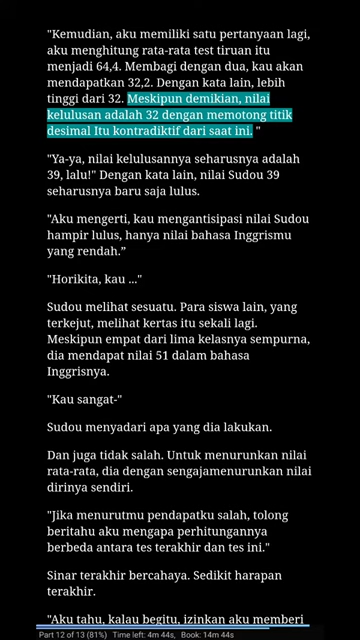 "Kemudian, aku memiliki satu pertanyaan lagi,
aku menghitung rata-rata test tiruan itu
menjadi 64,4. Membagi dengan dua, kau akan
mendapatkan 32,2. Dengan kata lain, lebih
tinggi dari 32. Meskipun demikian, nilai
kelulusan adalah 32 dengan memotong titik
desimal Itu kontradiktif dari saat ini. "
"Ya-ya, nilai kelulusannya seharusnya adalah
39, lalu!" Dengan kata lain, nilai Sudou 39
seharusnya baru saja lulus.
"Aku mengerti, kau mengantisipasi nilai Sudou
hampir lulus, hanya nilai bahasa Inggrismu
yang rendah.”
"Horikita, kau ..."
Sudou melihat sesuatu. Para siswa lain, yang
terkejut, melihat kertas itu sekali lagi.
Meskipun empat dari lima kelasnya sempurna,
dia mendapat nilai 51 dalam bahasa
Inggrisnya.
"Kau sangat-"
Sudou menyadari apa yang dia lakukan.
Dan juga tidak salah. Untuk menurunkan nilai
rata-rata, dia dengan sengajamenurunkan nilai
dirinya sendiri.
"Jika menurutmu pendapatku salah, tolong
beritahu aku mengapa perhitungannya
berbeda antara tes terakhir dan tes ini."
Sinar terakhir bercahaya. Sedikit harapan
terakhir.
"Aku tahu, kalau begitu, izinkan aku memberi
Part 12 of 13 (81%) Time left: 4m 44s, Book: 14m 44s